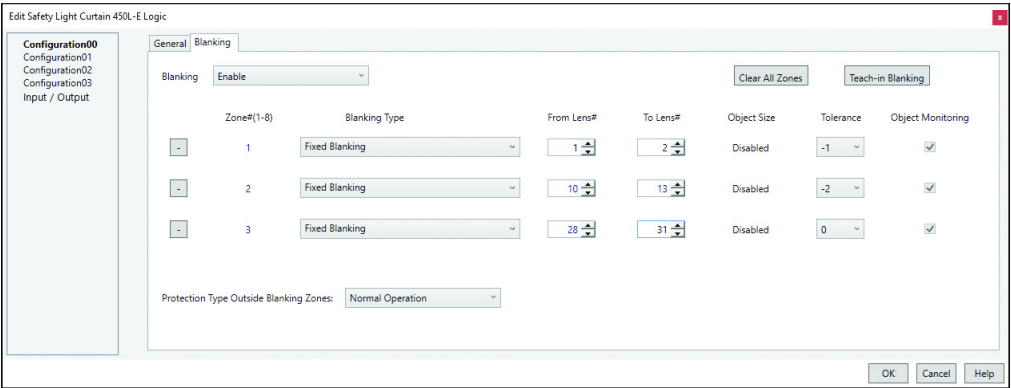 Edit Safety Light Curtain 450L-E Logic
x
Configuration00
Configuration01
Configuration02
Configuration03
Input / Output
General Blanking
Blanking Enable Clear All Zones Teach-in Blanking
Zone#(1-8) Blanking Type From Lens# To Lens# Object Size Tolerance Object Monitoring
- 1 Fixed Blanking 1 2 Disabled -1
- 2 Fixed Blanking 10 13 Disabled -2
- 3 Fixed Blanking 28 31 Disabled 0
Protection Type Outside Blanking Zones: Normal Operation
OK Cancel Help